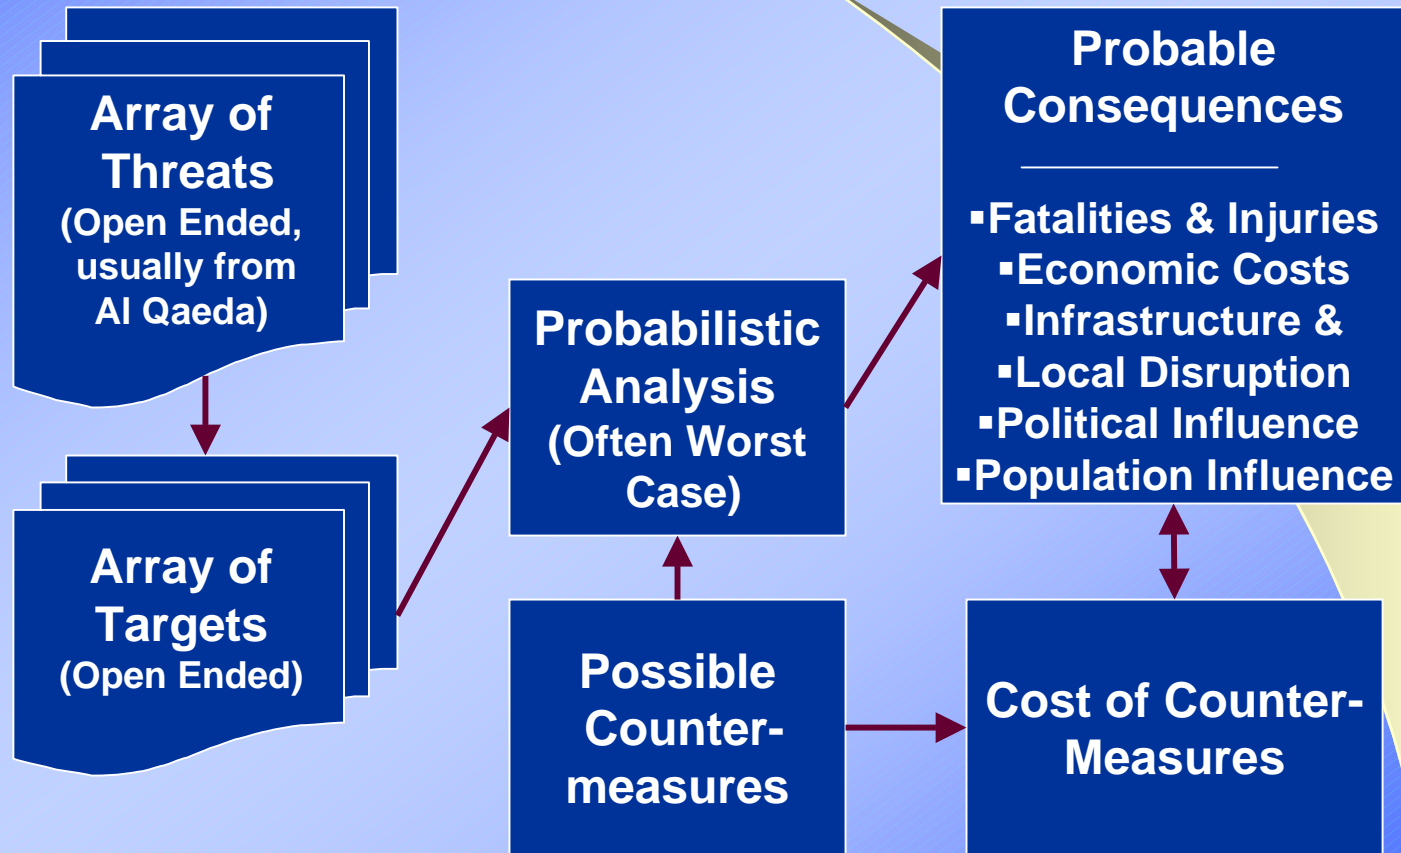 Array of
Threats
(Open Ended,
usually from
Al Qaeda)
Array of
Targets
(Open Ended)
Probabilistic
Analysis
(Often Worst
Case)
Possible
Counter-
measures
Probable
Consequences
▪Fatalities & Injuries
▪Economic Costs
▪Infrastructure &
▪Local Disruption
▪Political Influence
▪Population Influence
Cost of Counter-
Measures